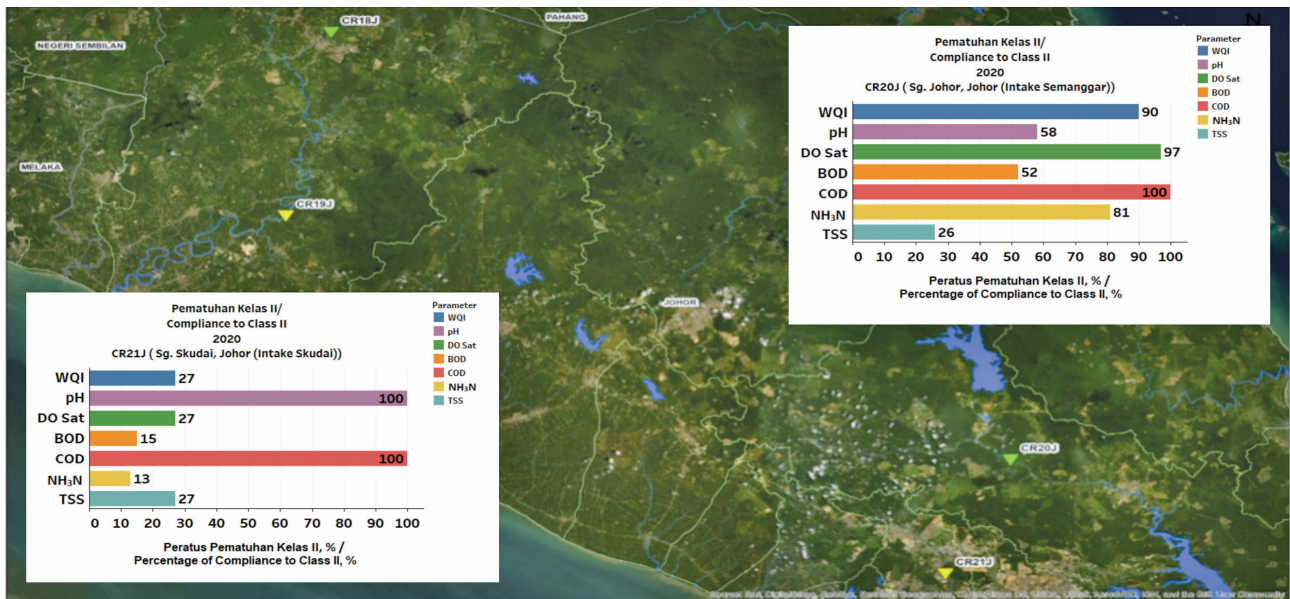 CR18J
PAHANG
NEGERI SEMBILAN
MELAKA
CR19J
JOHOR
CR20J
CR21J
N
Pematuhan Kelas II/
Compliance to Class II
2020
CR20J ( Sg. Johor, Johor (Intake Semanggar))
Parameter
WQI
pH
DO Sat
BOD
COD
NH₃N
TSS
WQI 90
pH 58
DO Sat 97
BOD 52
COD 100
NH₃N 81
TSS 26
0 10 20 30 40 50 60 70 80 90 100
Peratus Pematuhan Kelas II, % /
Percentage of Compliance to Class II, %
Pematuhan Kelas II/
Compliance to Class II
2020
CR21J ( Sg. Skudai, Johor (Intake Skudai))
Parameter
WQI
pH
DO Sat
BOD
COD
NH₃N
TSS
WQI 27
pH 100
DO Sat 27
BOD 15
COD 100
NH₃N 13
TSS 27
0 10 20 30 40 50 60 70 80 90 100
Peratus Pematuhan Kelas II, % /
Percentage of Compliance to Class II, %
and the GIS User Community